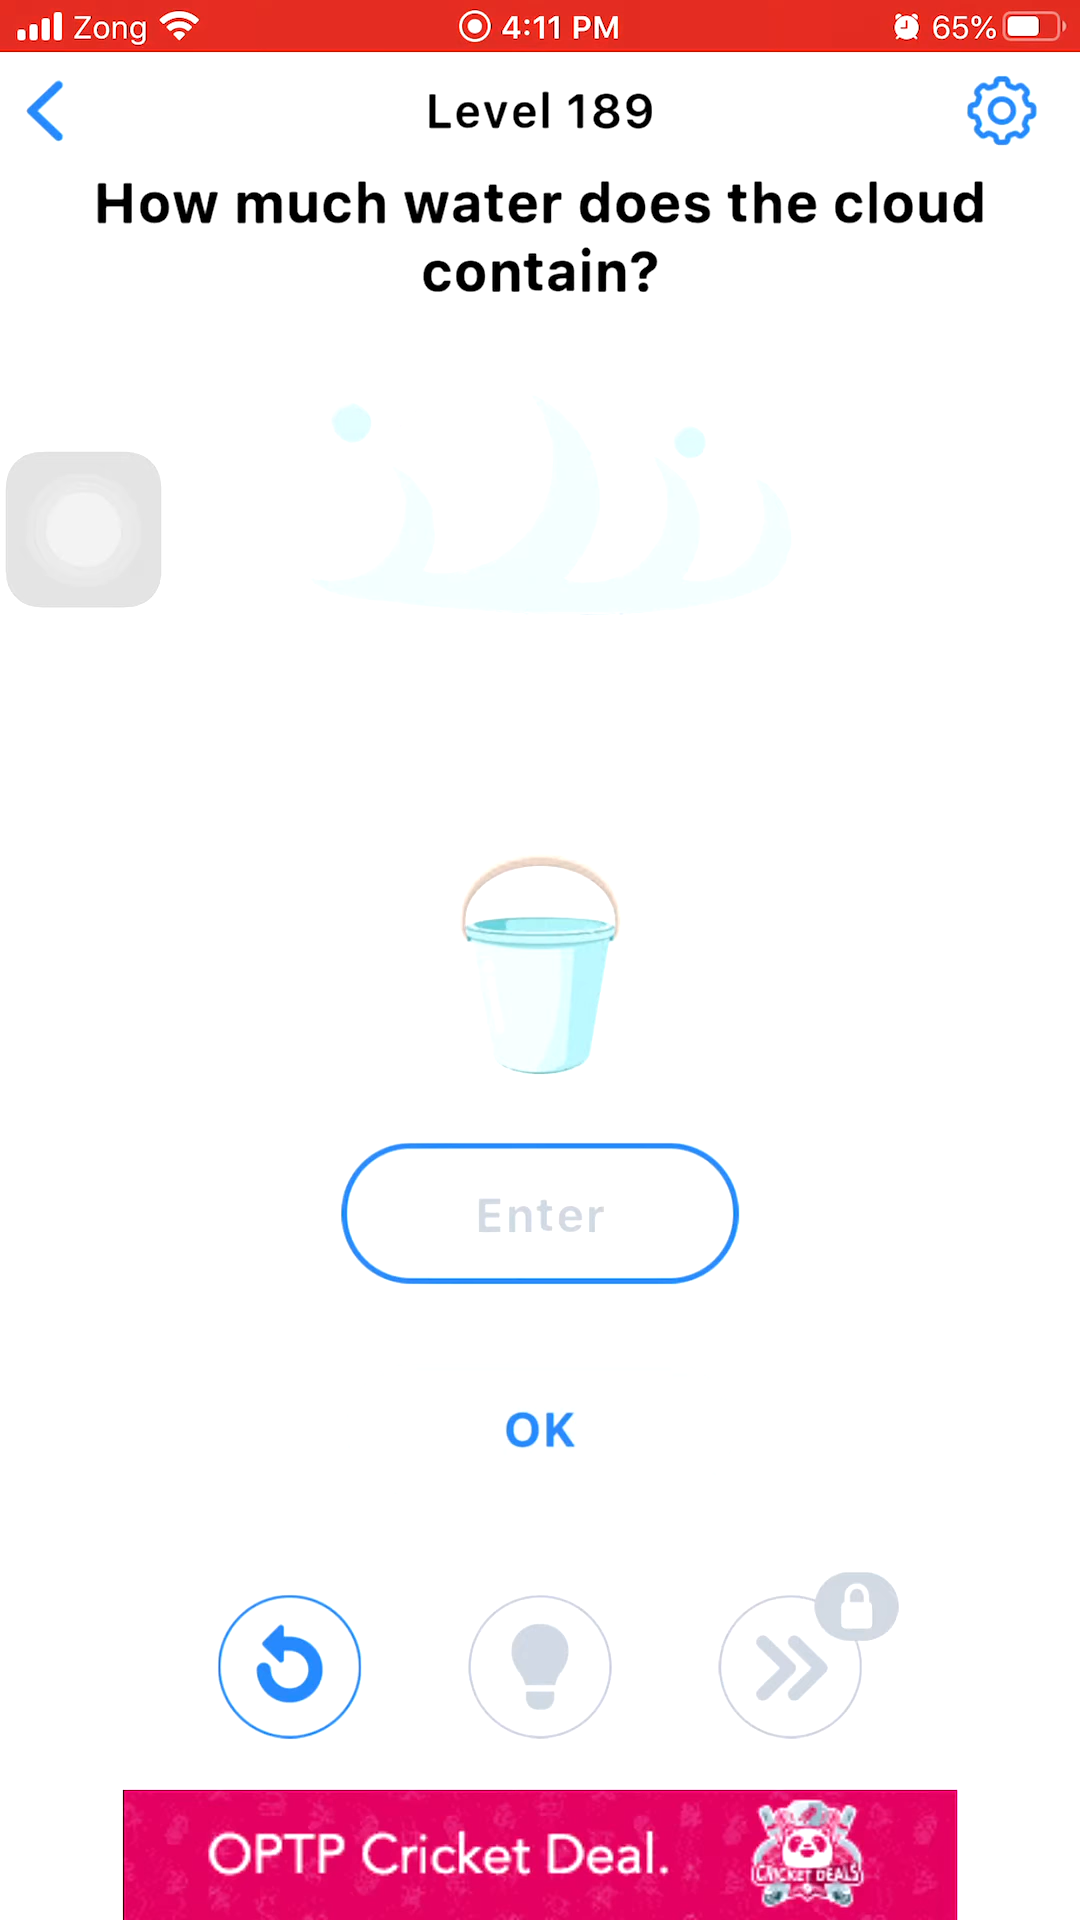 Zong
4:11 PM
65%
Level 189
How much water does the cloud
contain?
Enter
OK
OPTP Cricket Deal.
CRICKET DEALS